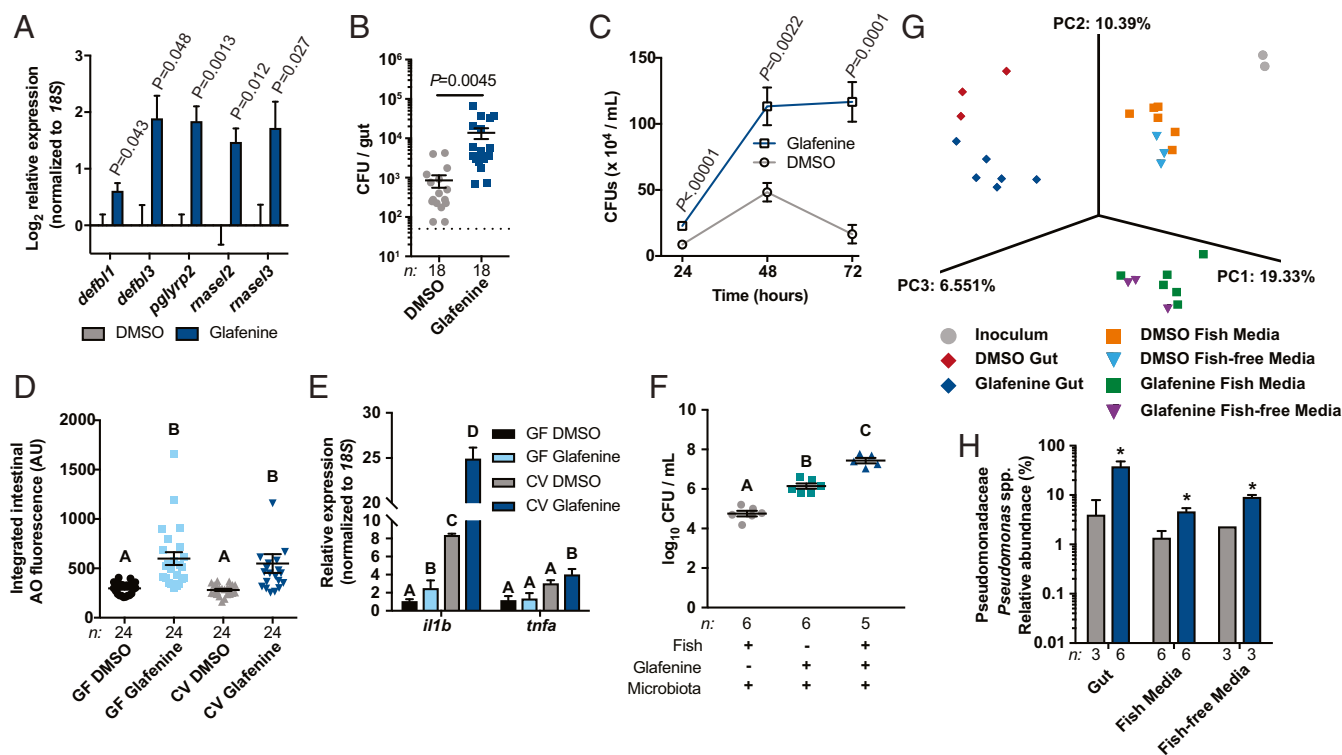 A
Log2 relative expression
(normalized to 18S)
3
2
1
0
P=0.043
P=0.048
P=0.0013
P=0.012
P=0.027
defbl1
defbl3
pglyrp2
rnasel2
rnasel3
DMSO
Glafenine
B
CFU / gut
10^6
10^5
10^4
10^3
10^2
10^1
P=0.0045
n: 18 18
DMSO
Glafenine
C
CFUs (x 10^4 / mL)
150
100
50
0
P<.00001
P=0.0022
P=0.0001
Glafenine
DMSO
24 48 72
Time (hours)
G
PC2: 10.39%
PC1: 19.33%
PC3: 6.551%
Inoculum
DMSO Gut
Glafenine Gut
DMSO Fish Media
DMSO Fish-free Media
Glafenine Fish Media
Glafenine Fish-free Media
D
Integrated intestinal
AO fluorescence (AU)
2000
1500
1000
500
0
A B A B
n: 24 24 24 24
GF DMSO
GF Glafenine
CV DMSO
CV Glafenine
E
Relative expression
(normalized to 18S)
30
25
20
10
8
6
4
2
0
GF DMSO
GF Glafenine
CV DMSO
CV Glafenine
A B C D
A A A B
il1b tnfa
F
log10 CFU / mL
10
8
6
4
2
0
A B C
n: 6 6 5
Fish + - +
Glafenine - + +
Microbiota + + +
H
Pseudomonadaceae
Pseudomonas spp.
Relative abundnace (%)
100
10
1
0.1
0.01
* * *
n: 3 6 6 6 3 3
Gut
Fish Media
Fish-free Media